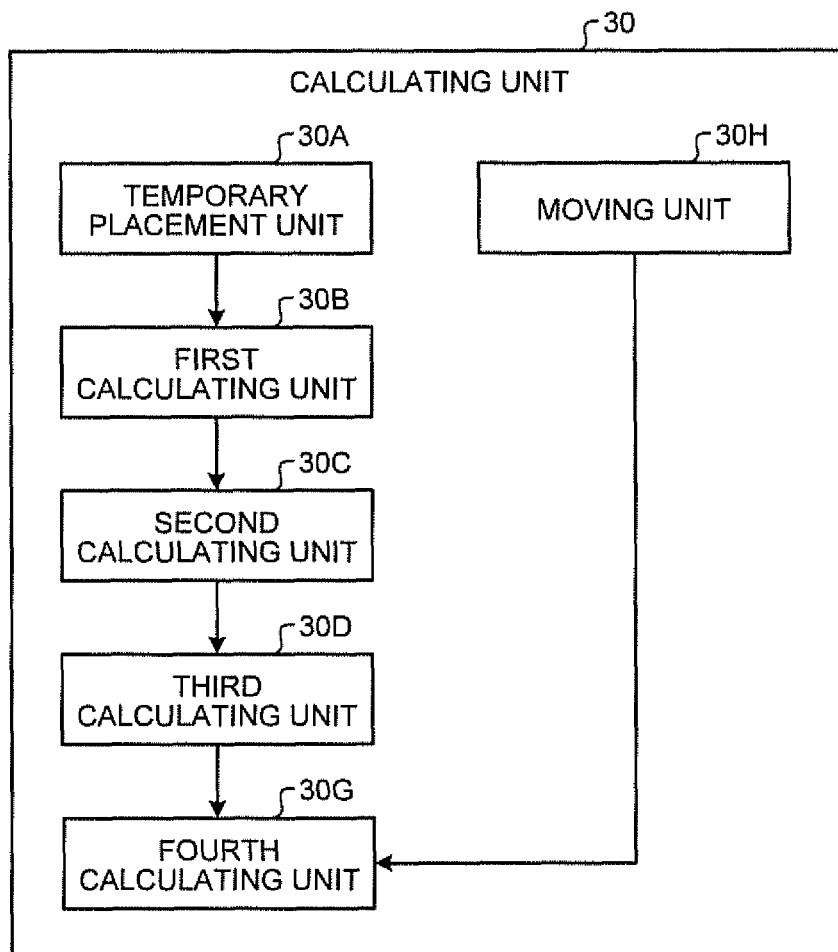 30
CALCULATING UNIT
30A
TEMPORARY
PLACEMENT UNIT
30H
MOVING UNIT
30B
FIRST
CALCULATING UNIT
30C
SECOND
CALCULATING UNIT
30D
THIRD
CALCULATING UNIT
30G
FOURTH
CALCULATING UNIT